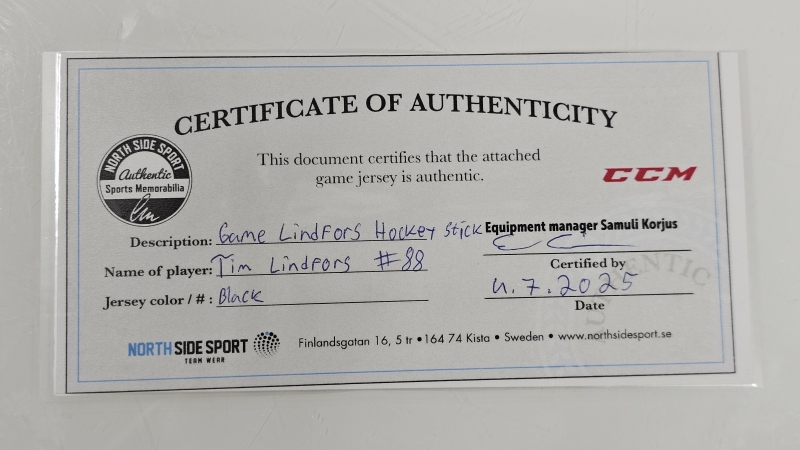 CERTIFICATE OF AUTHENTICITY
NORTH SIDE SPORT
Authentic
Sports Memorabilia
This document certifies that the attached
game jersey is authentic.
CCM
Description: Game Lindfors Hockey Stick
Equipment manager Samuli Korjus
Name of player: Tim Lindfors #88
Certified by
Jersey color / # : Black
4.7.2025
Date
NORTH SIDE SPORT
TEAM WEAR
Finlandsgatan 16, 5 tr • 164 74 Kista • Sweden • www.northsidesport.se